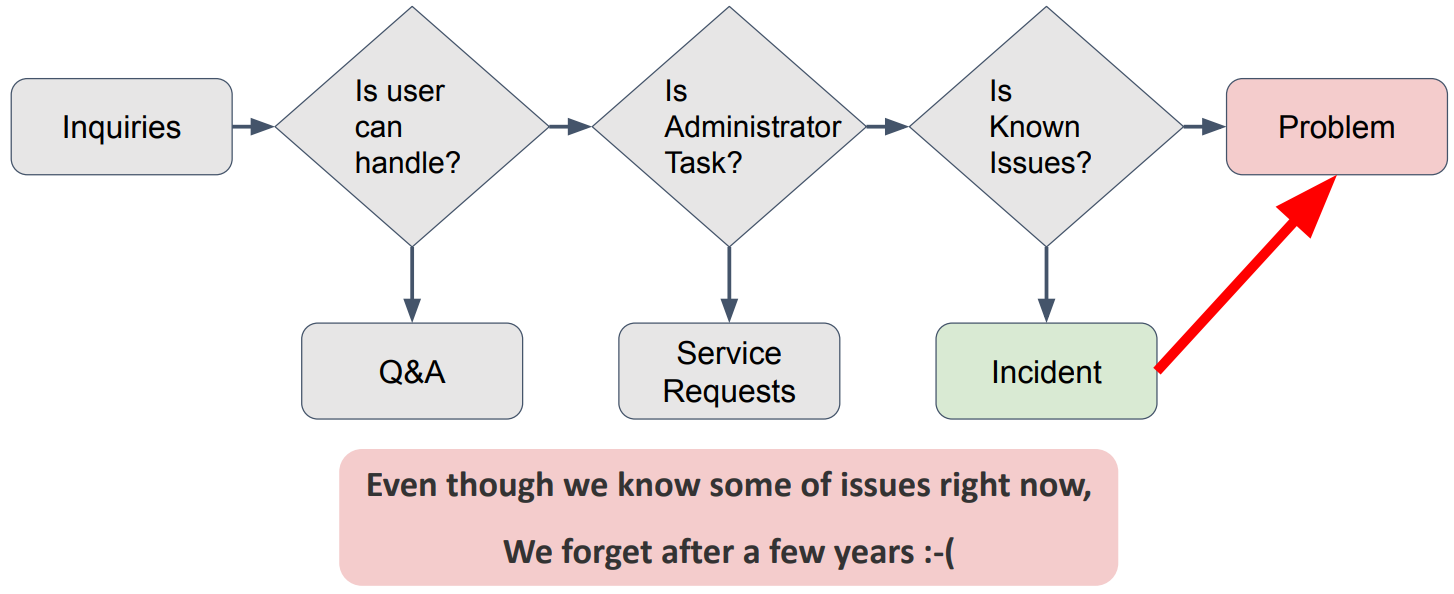 Inquiries
Is user
can
handle?
Is
Administrator
Task?
Is
Known
Issues?
Problem
Q&A
Service
Requests
Incident
Even though we know some of issues right now,
We forget after a few years :-(